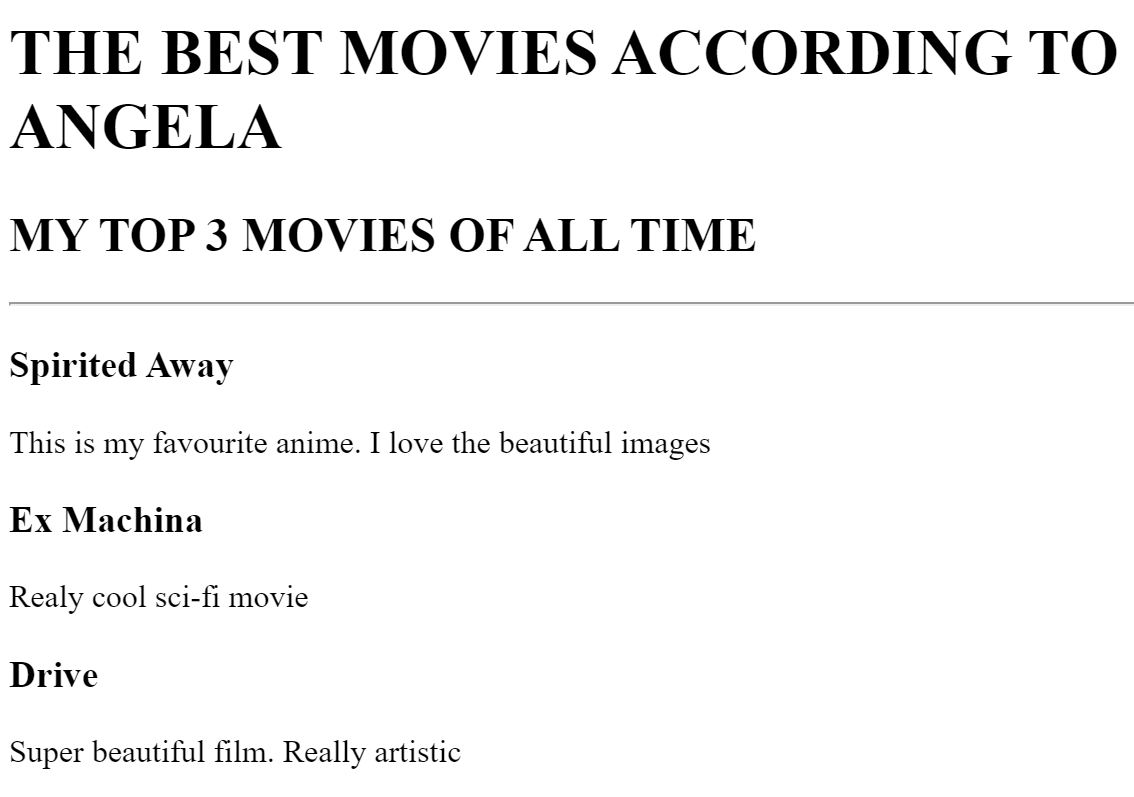 THE BEST MOVIES ACCORDING TO
ANGELA
MY TOP 3 MOVIES OF ALL TIME
Spirited Away
This is my favourite anime. I love the beautiful images
Ex Machina
Realy cool sci-fi movie
Drive
Super beautiful film. Really artistic